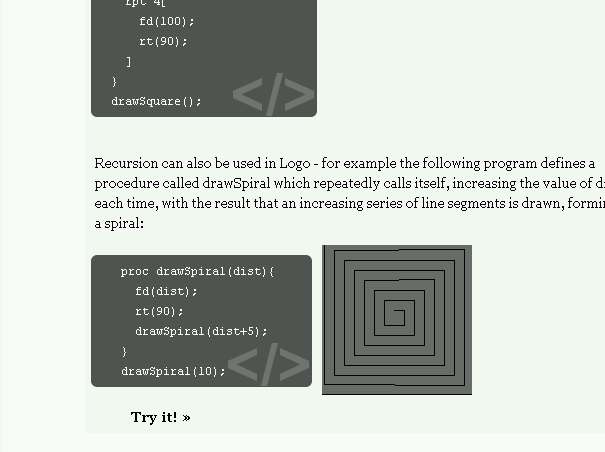 rpt 4[
fd(100);
rt(90);
]
}
drawSquare();
</>
Recursion can also be used in Logo - for example the following program defines a
procedure called drawSpiral which repeatedly calls itself, increasing the value of
each time, with the result that an increasing series of line segments is drawn,
a spiral:
proc drawSpiral(dist){
fd(dist);
rt(90);
drawSpiral(dist+5);
}
drawSpiral(10);
</>
Try it! »